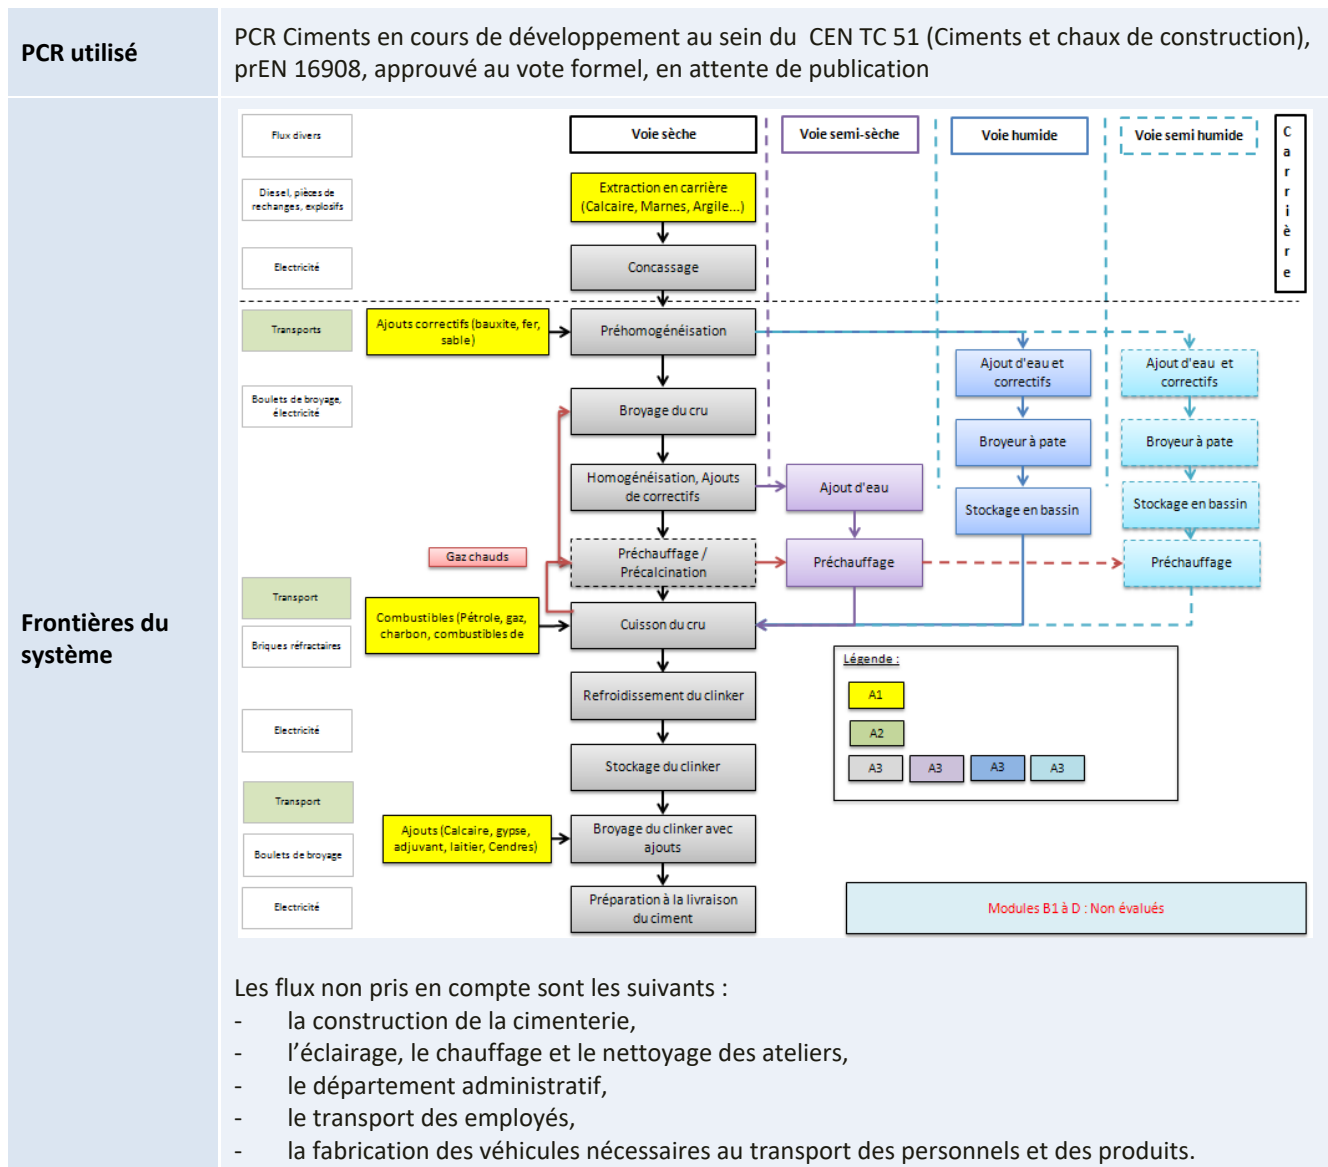 PCR utilisé
PCR Ciments en cours de développement au sein du CEN TC 51 (Ciments et chaux de construction),
prEN 16908, approuvé au vote formel, en attente de publication
Frontières du
système
Flux divers
Voie sèche
Voie semi-sèche
Voie humide
Voie semi humide
Carrière
Diesel, pièces de
rechanges, explosifs
Extraction en carrière
(Calcaire, Marnes, Argile...)
Electricité
Concassage
Transports
Ajouts correctifs (bauxite, fer,
sable)
Préhomogénéisation
Ajout d'eau et
correctifs
Ajout d'eau et
correctifs
Boulets de broyage,
électricité
Broyage du cru
Broyeur à pate
Broyeur à pate
Homogénéisation, Ajouts
de correctifs
Ajout d'eau
Stockage en bassin
Stockage en bassin
Gaz chauds
Préchauffage /
Précalcination
Préchauffage
Préchauffage
Transport
Combustibles (Pétrole, gaz,
charbon, combustibles de
Cuisson du cru
Briques réfractaires
Légende :
A1
A2
A3
A3
A3
A3
Refroidissement du clinker
Electricité
Stockage du clinker
Transport
Ajouts (Calcaire, gypse,
adjuvant, laitier, Cendres)
Broyage du clinker avec
ajouts
Boulets de broyage
Electricité
Préparation à la livraison
du ciment
Modules B1 à D : Non évalués
Les flux non pris en compte sont les suivants :
- la construction de la cimenterie,
- l'éclairage, le chauffage et le nettoyage des ateliers,
- le département administratif,
- le transport des employés,
- la fabrication des véhicules nécessaires au transport des personnels et des produits.